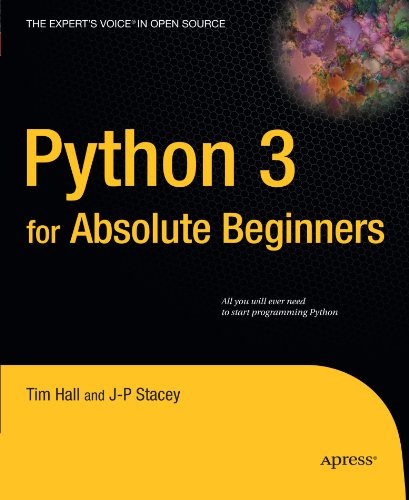 THE EXPERT'S VOICE® IN OPEN SOURCE
Python 3
for Absolute Beginners
All you will ever need
to start programming Python
Tim Hall and J-P Stacey
Apress®